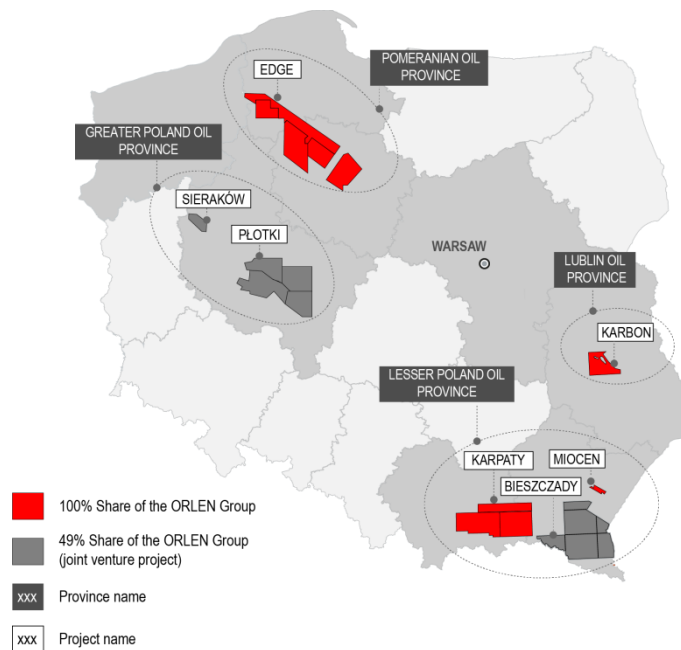 POMERANIAN OIL
PROVINCE
EDGE
GREATER POLAND OIL
PROVINCE
SIERAKÓW
PŁOTKI
WARSAW
LUBLIN OIL
PROVINCE
KARBON
LESSER POLAND OIL
PROVINCE
KARPATY
MIOCEN
BIESZCZADY
100% Share of the ORLEN Group
49% Share of the ORLEN Group
(joint venture project)
xxx Province name
xxx Project name